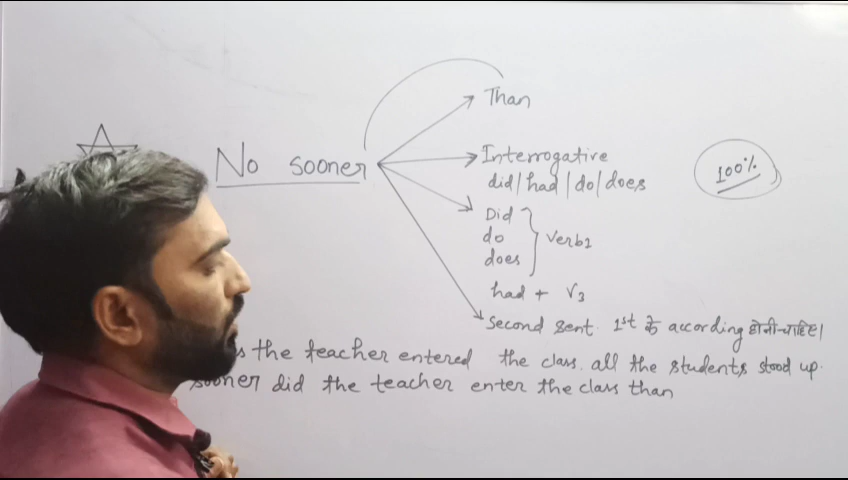 Than
No sooner
Interrogative
did/had/do/does
100%
Did
do
does
Verb1
had + V3
Second sent. 1st के according होनी चाहिए।
the teacher entered the class. all the students stood up.
sooner did the teacher enter the class than